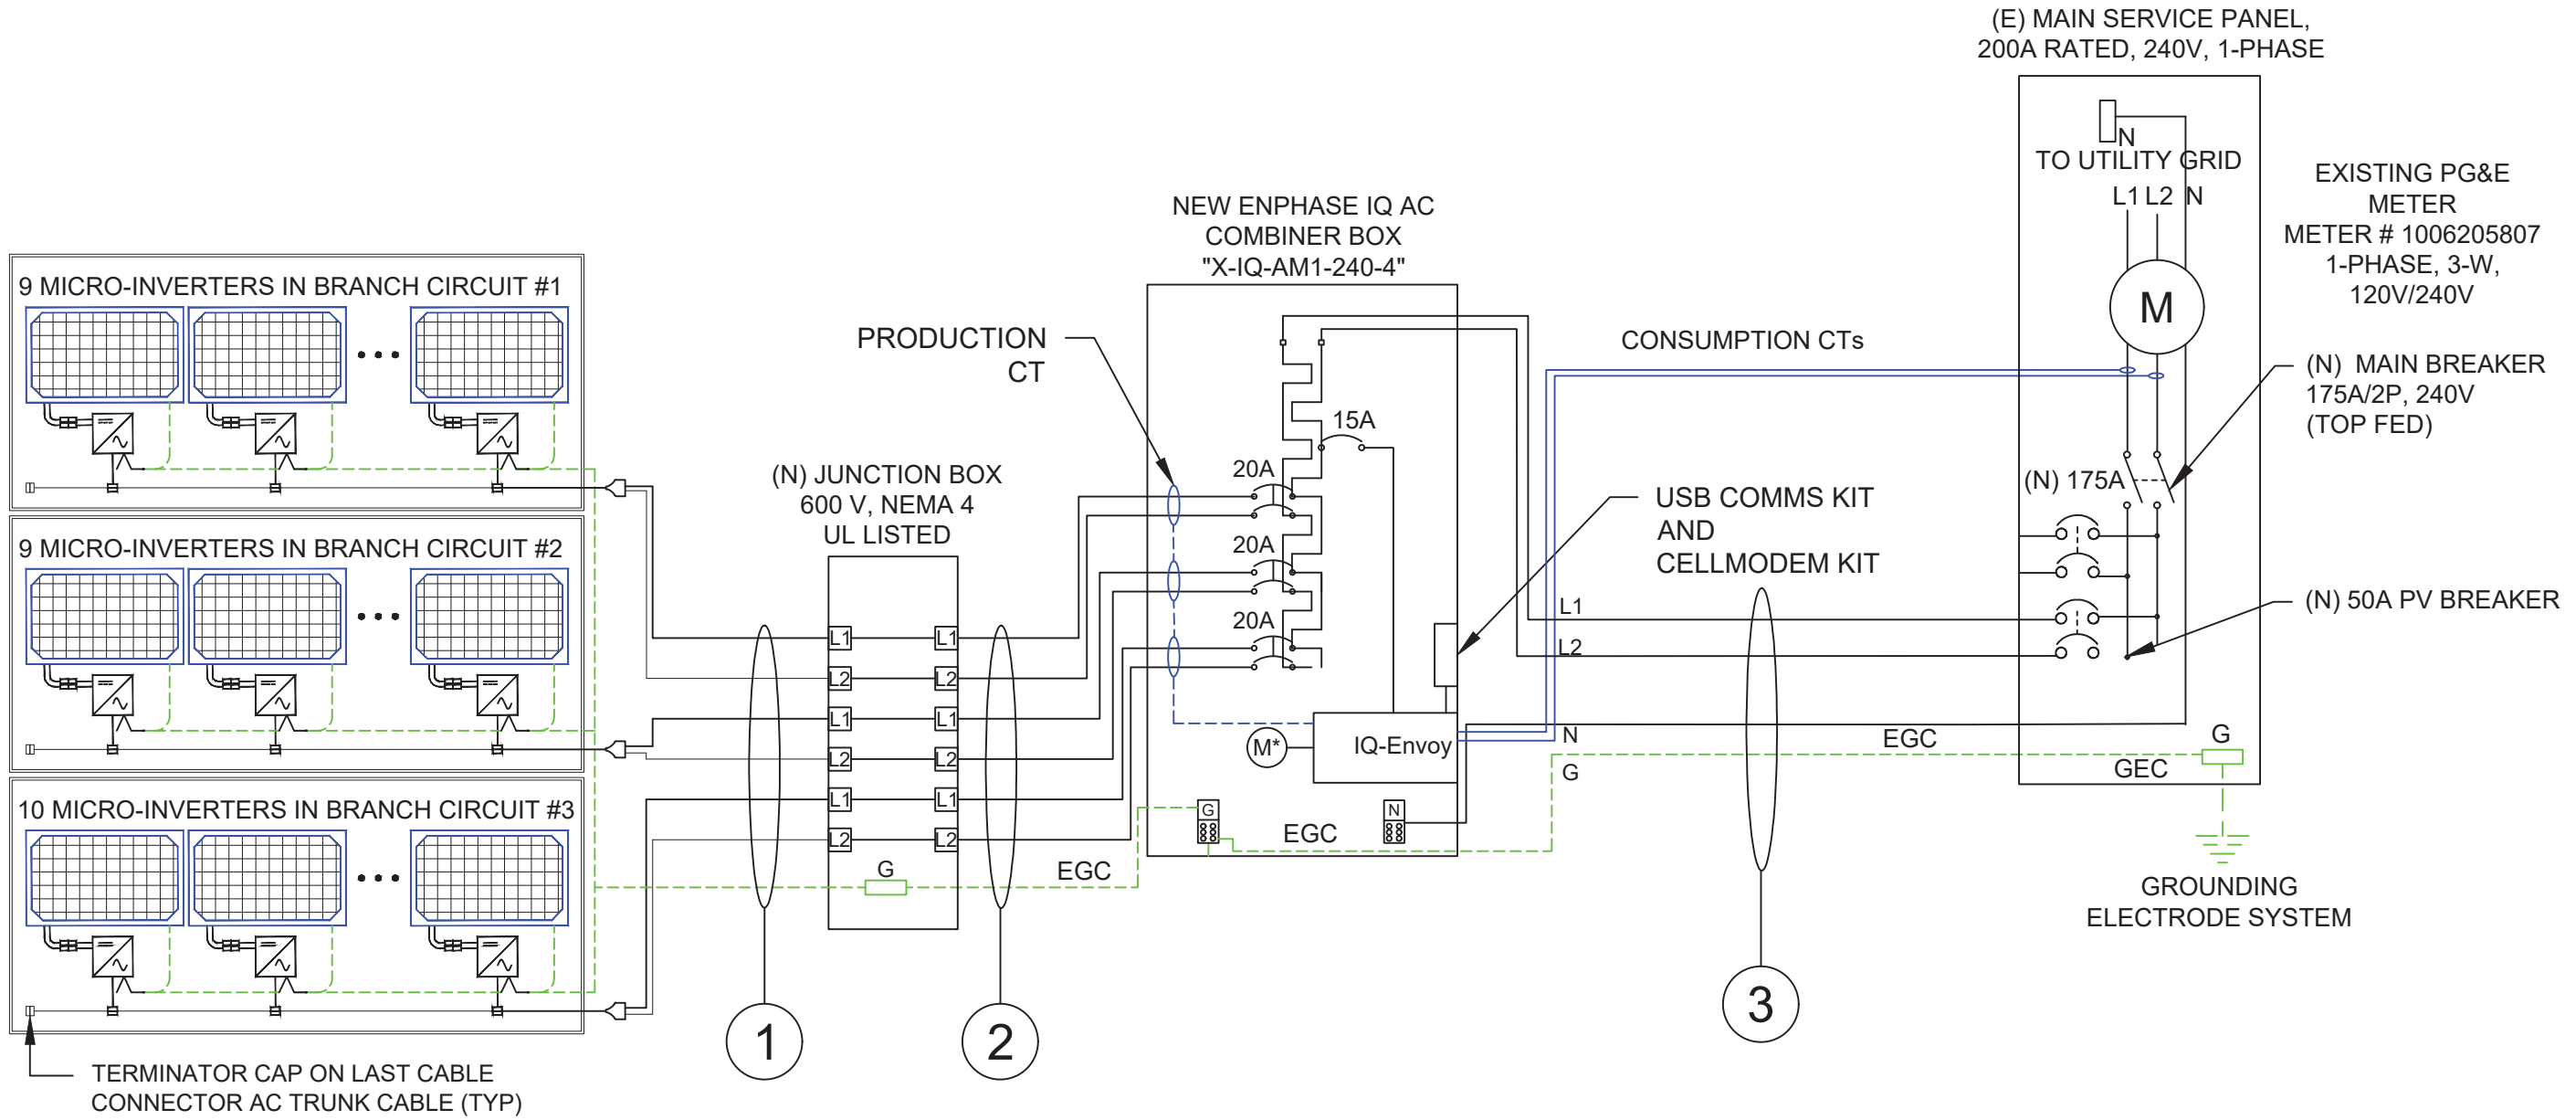 (E) MAIN SERVICE PANEL,
200A RATED, 240V, 1-PHASE
N
TO UTILITY GRID
L1 L2 N
EXISTING PG&E
METER
METER # 1006205807
1-PHASE, 3-W,
120V/240V
M
(N) MAIN BREAKER
175A/2P, 240V
(TOP FED)
(N) 175A
(N) 50A PV BREAKER
NEW ENPHASE IQ AC
COMBINER BOX
"X-IQ-AM1-240-4"
PRODUCTION
CT
CONSUMPTION CTs
15A
20A
20A
20A
USB COMMS KIT
AND
CELLMODEM KIT
L1
L2
M*
IQ-Envoy
N
G
EGC
G
GEC
G
N
EGC
GROUNDING
ELECTRODE SYSTEM
9 MICRO-INVERTERS IN BRANCH CIRCUIT #1
9 MICRO-INVERTERS IN BRANCH CIRCUIT #2
10 MICRO-INVERTERS IN BRANCH CIRCUIT #3
(N) JUNCTION BOX
600 V, NEMA 4
UL LISTED
L1 L1
L2 L2
L1 L1
L2 L2
L1 L1
L2 L2
G
EGC
1
2
3
TERMINATOR CAP ON LAST CABLE
CONNECTOR AC TRUNK CABLE (TYP)